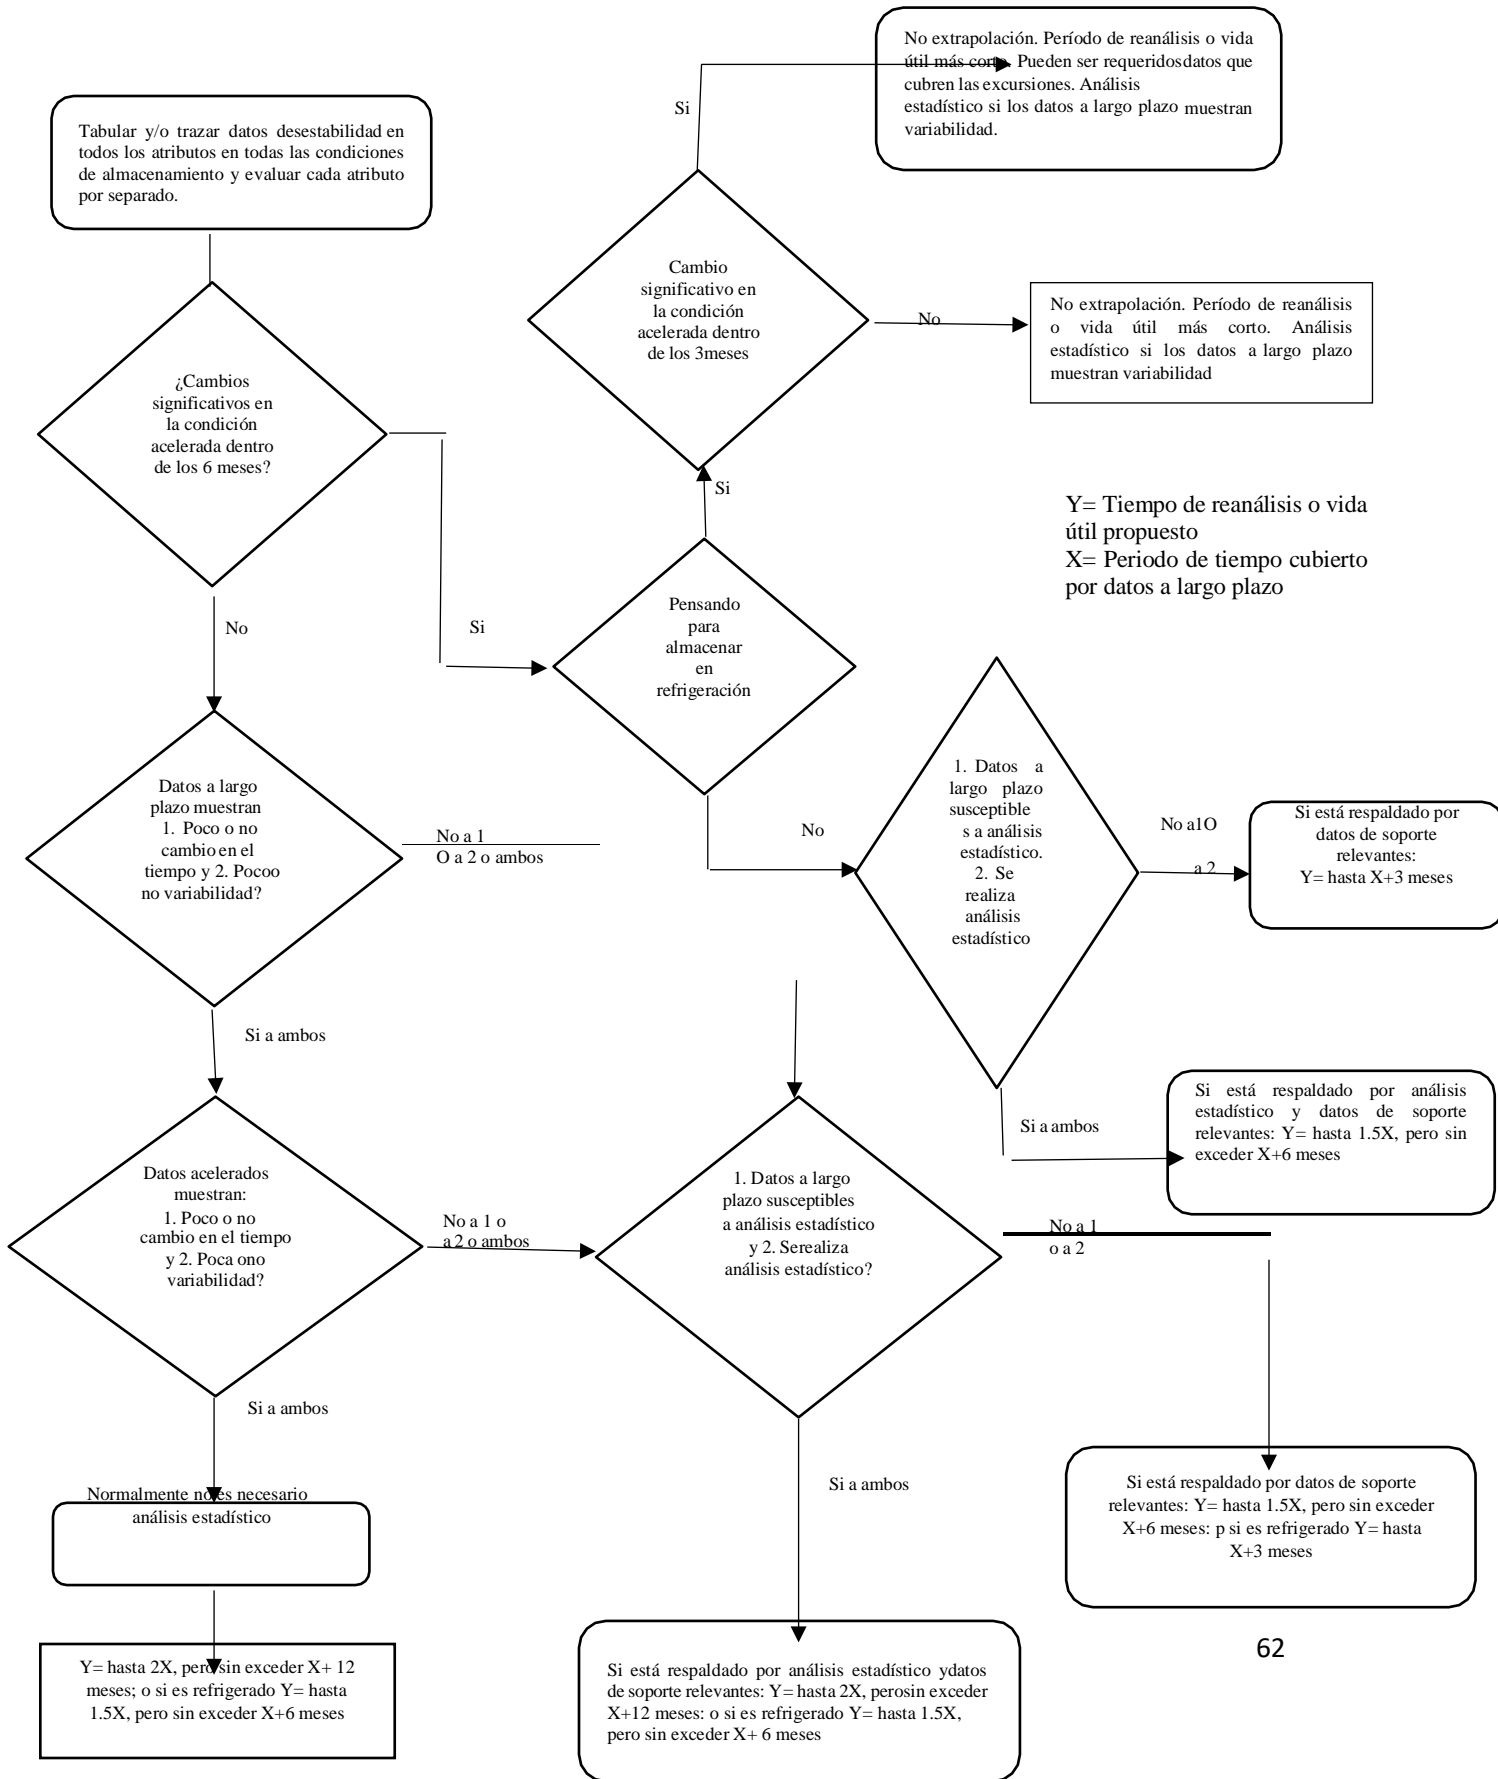 No extrapolación. Período de reanálisis o vida
útil más corto. Pueden ser requeridosdatos que
cubren las excursiones. Análisis
estadístico si los datos a largo plazo muestran
variabilidad.
Si
Tabular y/o trazar datos desestabilidad en
todos los atributos en todas las condiciones
de almacenamiento y evaluar cada atributo
por separado.
Cambio
significativo en
la condición
acelerada dentro
de los 3meses
No
No extrapolación. Período de reanálisis
o vida útil más corto. Análisis
estadístico si los datos a largo plazo
muestran variabilidad
¿Cambios
significativos en
la condición
acelerada dentro
de los 6 meses?
Si
Y= Tiempo de reanálisis o vida
útil propuesto
X= Periodo de tiempo cubierto
por datos a largo plazo
No
Si
Pensando
para
almacenar
en
refrigeración
Datos a largo
plazo muestran
1. Poco o no
cambio en el
tiempo y 2. Pocoo
no variabilidad?
No a 1
O a 2 o ambos
No
1. Datos a
largo plazo
susceptible
s a análisis
estadístico.
2. Se
realiza
análisis
estadístico
No a1O
a 2
Si está respaldado por
datos de soporte
relevantes:
Y= hasta X+3 meses
Si a ambos
Si a ambos
Si está respaldado por análisis
estadístico y datos de soporte
relevantes: Y= hasta 1.5X, pero sin
exceder X+6 meses
Datos acelerados
muestran:
1. Poco o no
cambio en el tiempo
y 2. Poca ono
variabilidad?
No a 1 o
a 2 o ambos
1. Datos a largo
plazo susceptibles
a análisis estadístico
y 2. Serealiza
análisis estadístico?
No a 1
o a 2
Si a ambos
Si a ambos
Normalmente no es necesario
análisis estadístico
Si está respaldado por datos de soporte
relevantes: Y= hasta 1.5X, pero sin exceder
X+6 meses: p si es refrigerado Y= hasta
X+3 meses
Y= hasta 2X, pero sin exceder X+ 12
meses; o si es refrigerado Y= hasta
1.5X, pero sin exceder X+6 meses
Si está respaldado por análisis estadístico ydatos
de soporte relevantes: Y= hasta 2X, perosin exceder
X+12 meses: o si es refrigerado Y= hasta 1.5X,
pero sin exceder X+ 6 meses
62